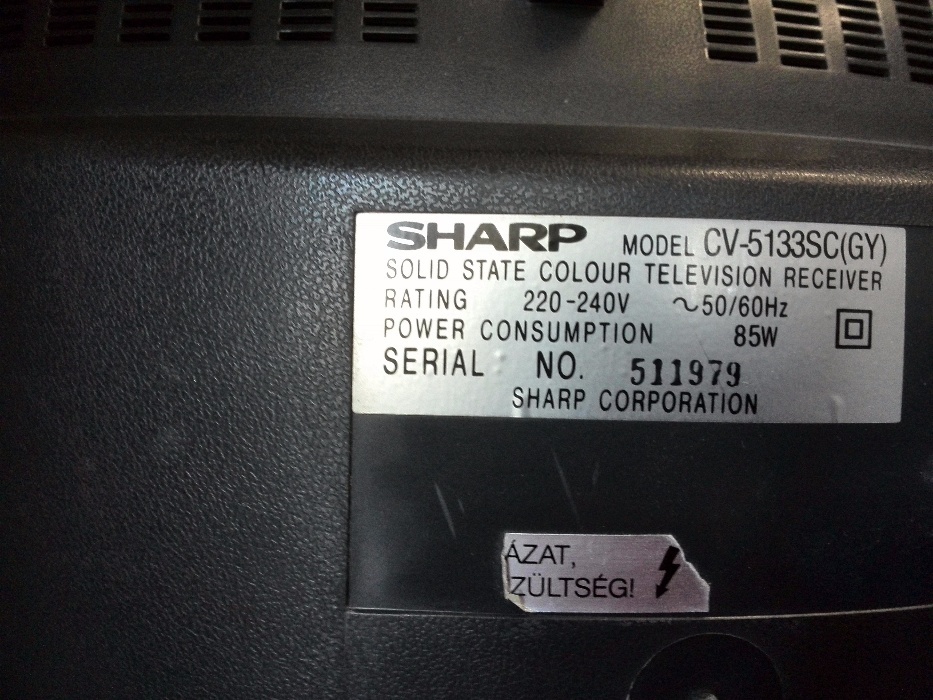 SHARP MODEL CV-5133SC(GY)
SOLID STATE COLOUR TELEVISION RECEIVER
RATING 220-240V ~50/60Hz
POWER CONSUMPTION 85W
SERIAL NO. 511979
SHARP CORPORATION
ÁZAT,
ZÜLTSÉG!